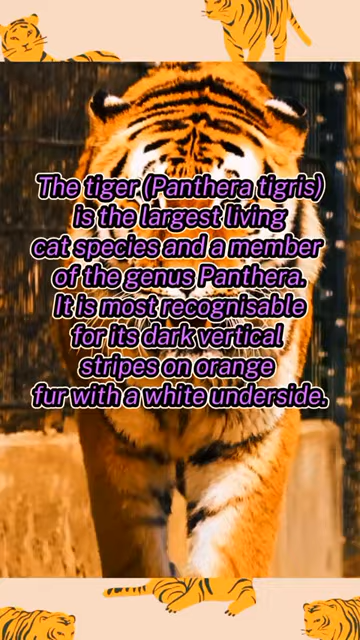 The tiger (Panthera tigris)
is the largest living
cat species and a member
of the genus Panthera.
It is most recognisable
for its dark vertical
stripes on orange
fur with a white underside.